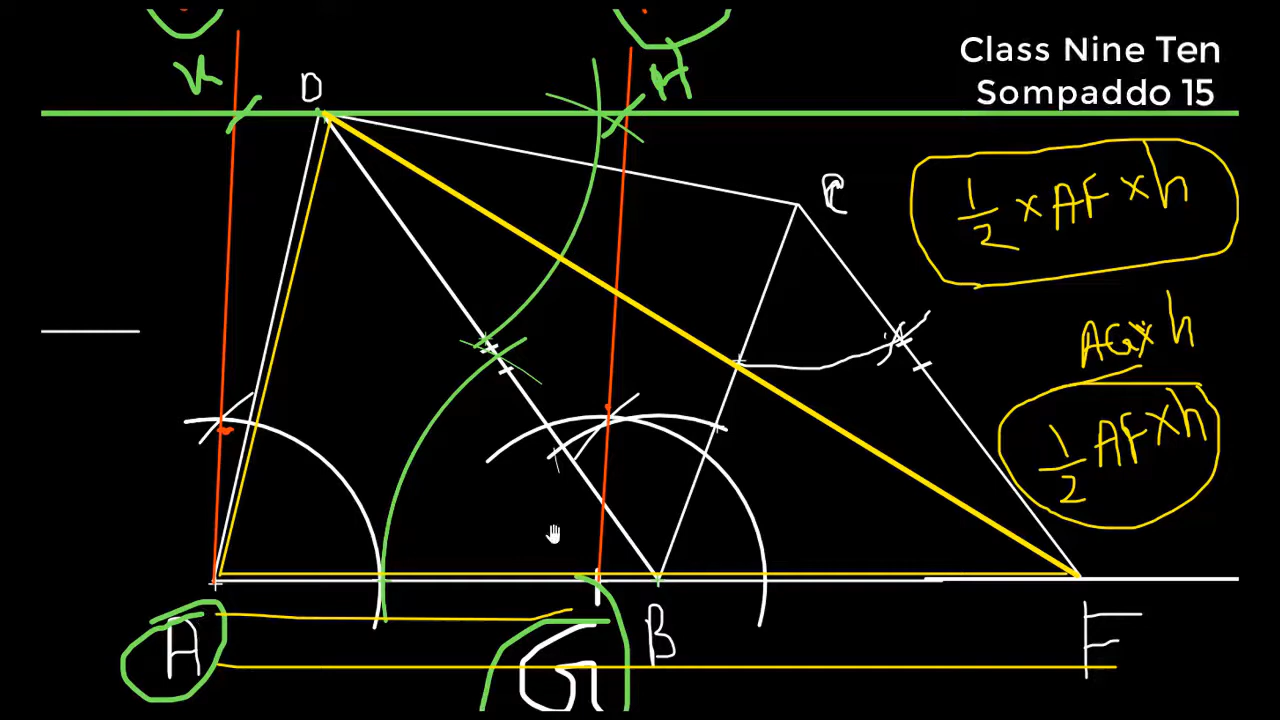 Class Nine Ten
Sompaddo 15
K
H
D
C
1/2 × AF × h
AG × h
1/2 AF × h
A
G
B
F